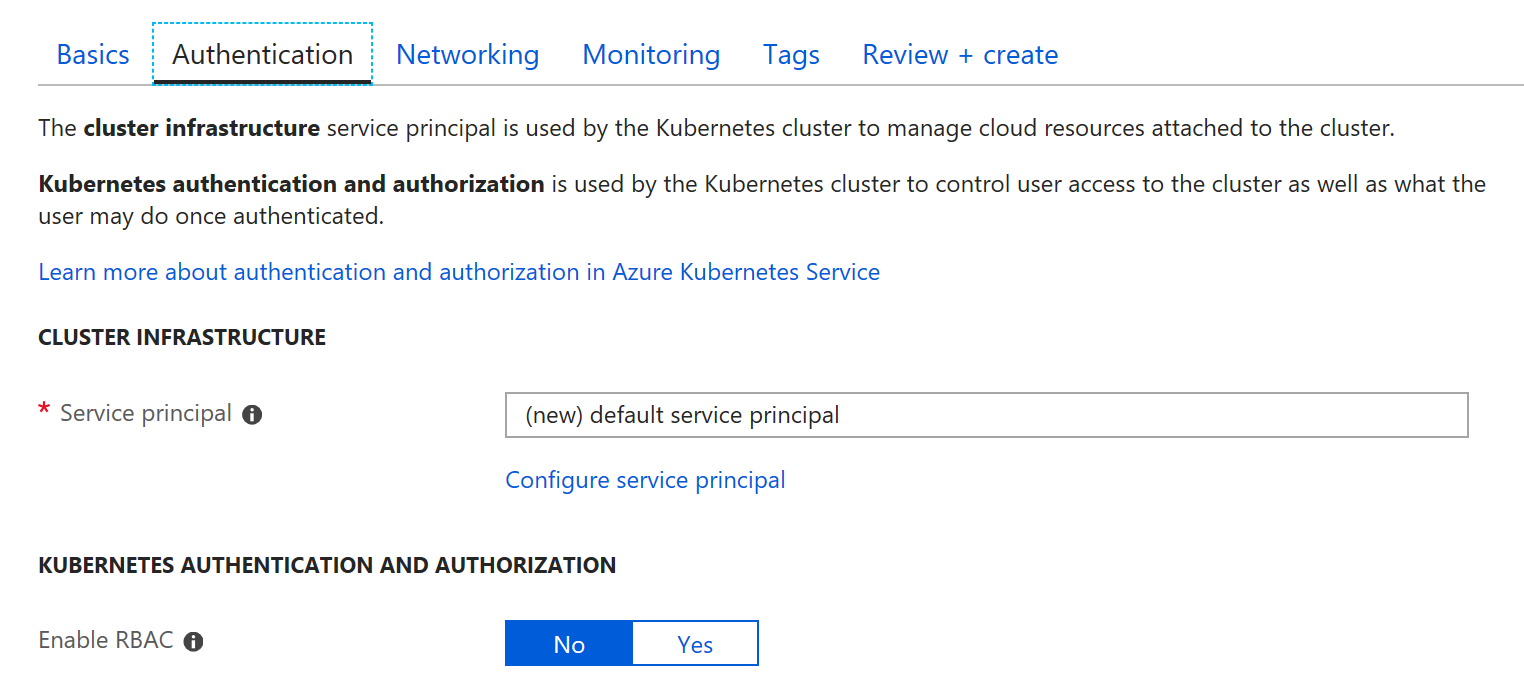 Basics Authentication Networking Monitoring Tags Review + create
The cluster infrastructure service principal is used by the Kubernetes cluster to manage cloud resources attached to the cluster.
Kubernetes authentication and authorization is used by the Kubernetes cluster to control user access to the cluster as well as what the
user may do once authenticated.
Learn more about authentication and authorization in Azure Kubernetes Service
CLUSTER INFRASTRUCTURE
* Service principal (new) default service principal
Configure service principal
KUBERNETES AUTHENTICATION AND AUTHORIZATION
Enable RBAC No Yes